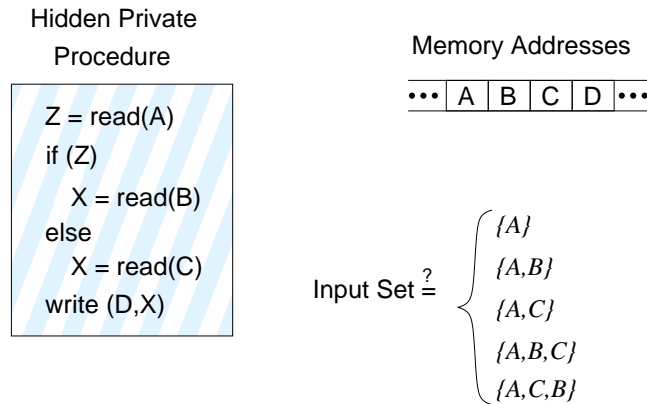 Hidden Private
Procedure
Z = read(A)
if (Z)
X = read(B)
else
X = read(C)
write (D,X)
Memory Addresses
••• A B C D •••
Input Set ?=
{A}
{A,B}
{A,C}
{A,B,C}
{A,C,B}